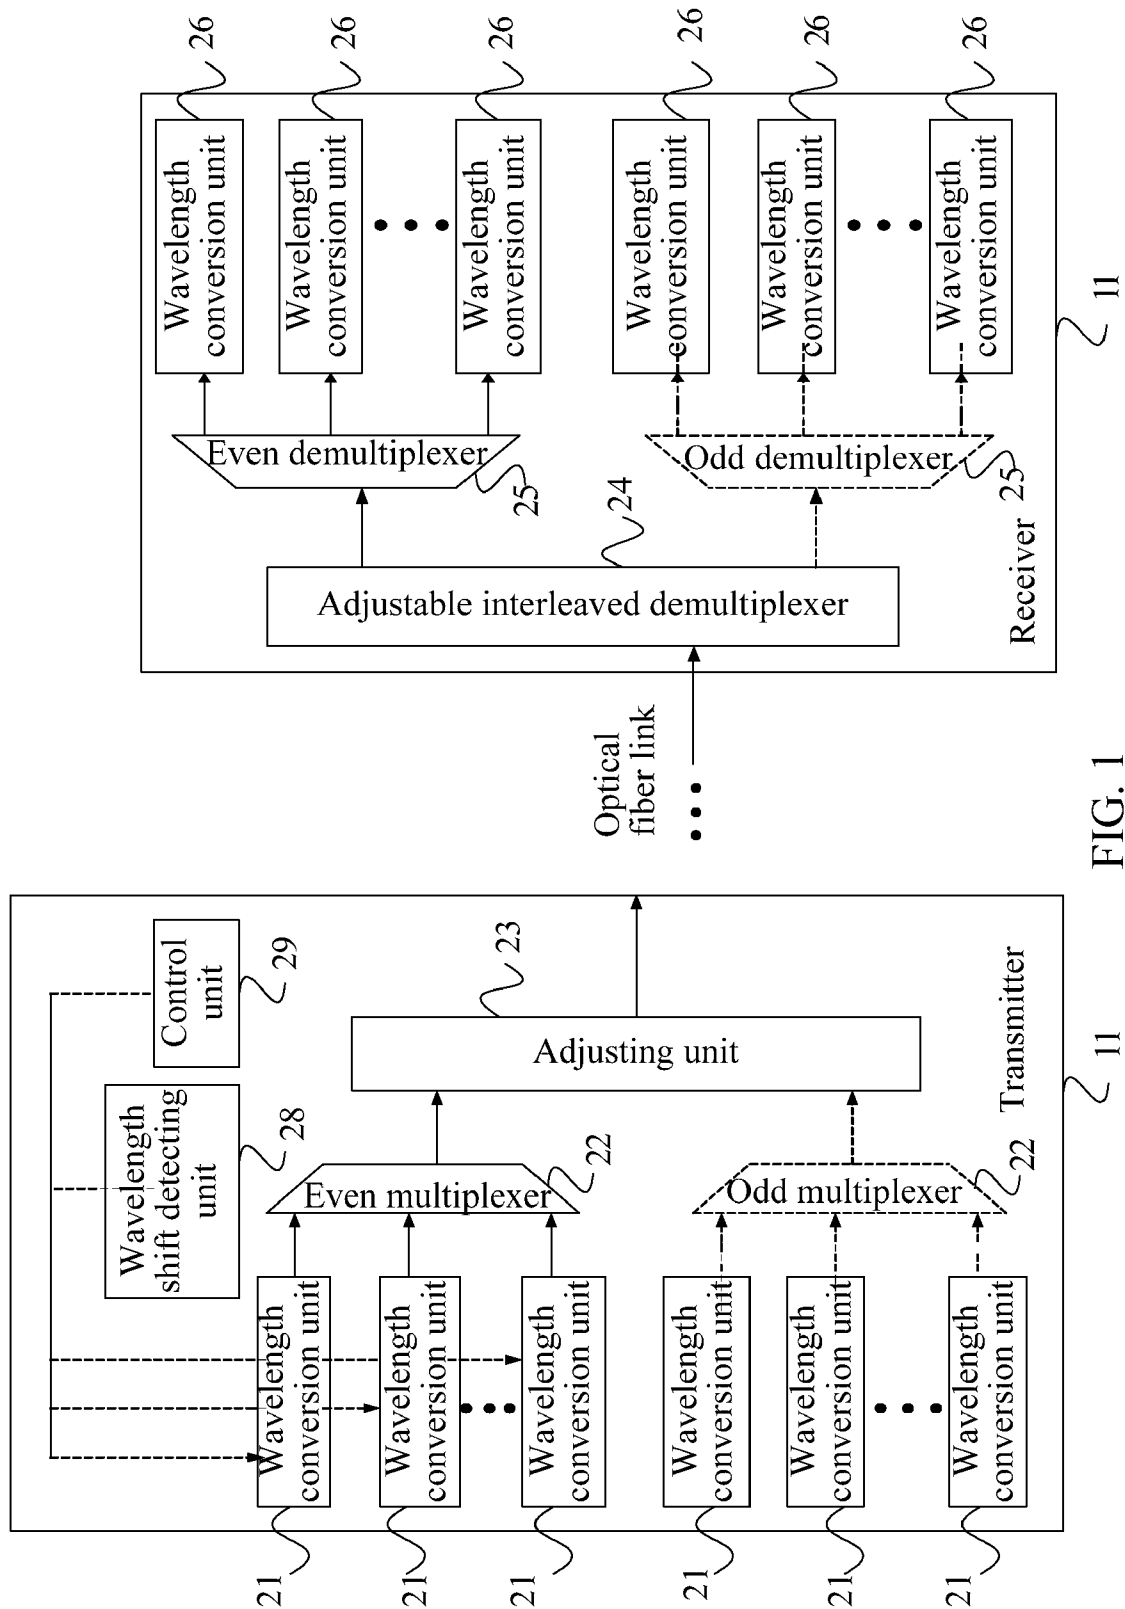 26
26
26
26
26
26
Wavelength
conversion unit
Wavelength
conversion unit
Wavelength
conversion unit
Wavelength
conversion unit
Wavelength
conversion unit
Wavelength
conversion unit
Even demultiplexer
25
Odd demultiplexer
25
24
Adjustable interleaved demultiplexer
Receiver
11
Optical
fiber link
FIG. 1
Control
unit
29
Wavelength
shift detecting
unit
28
23
Adjusting unit
Transmitter
11
Even multiplexer
22
Odd multiplexer
22
Wavelength
conversion unit
Wavelength
conversion unit
Wavelength
conversion unit
Wavelength
conversion unit
Wavelength
conversion unit
Wavelength
conversion unit
21
21
21
21
21
21